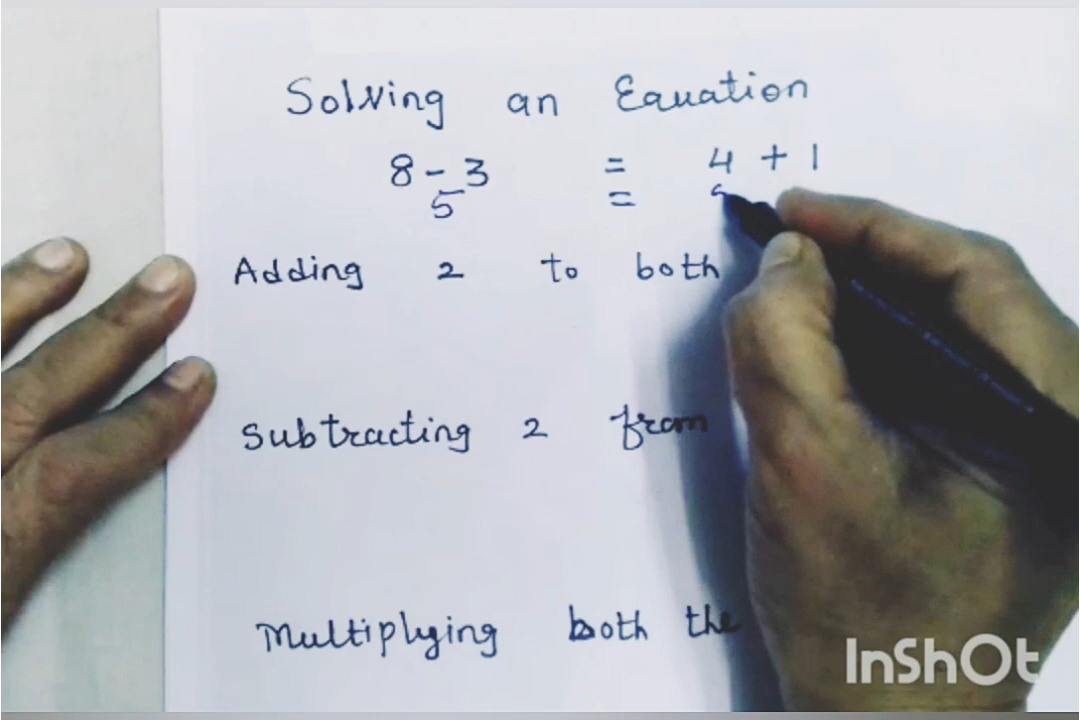 Solving an Equation
8 - 3 = 4 + 1
5 =
Adding 2 to both
Subtracting 2 from
Multiplying both the
InShOt